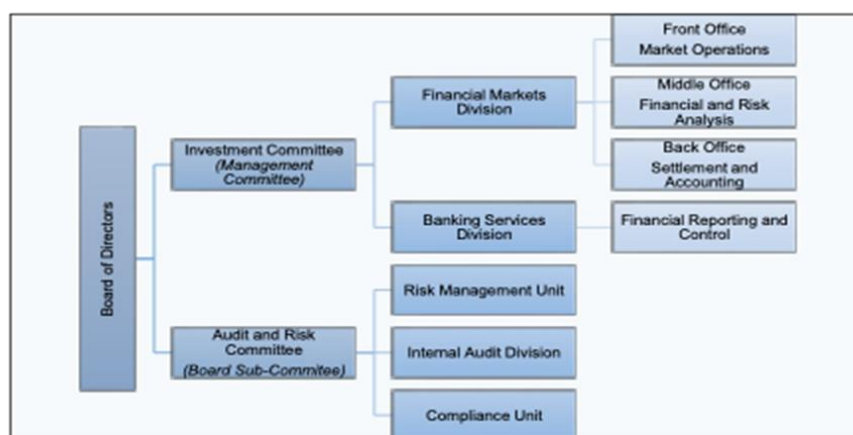 Board of Directors
Investment Committee
(Management
Committee)
Audit and Risk
Committee
(Board Sub-Commitee)
Financial Markets
Division
Banking Services
Division
Risk Management Unit
Internal Audit Division
Compliance Unit
Front Office
Market Operations
Middle Office
Financial and Risk
Analysis
Back Office
Settlement and
Accounting
Financial Reporting and
Control